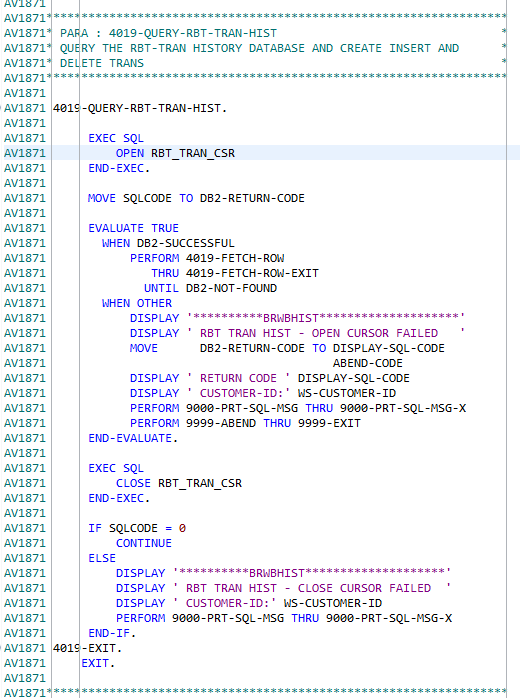 AV1871
AV1871*****************************************************************
AV1871* PARA : 4019-QUERY-RBT-TRAN-HIST                                *
AV1871* QUERY THE RBT-TRAN HISTORY DATABASE AND CREATE INSERT AND      *
AV1871* DELETE TRANS                                                   *
AV1871*****************************************************************
AV1871
AV1871 4019-QUERY-RBT-TRAN-HIST.
AV1871
AV1871      EXEC SQL
AV1871          OPEN RBT_TRAN_CSR
AV1871      END-EXEC.
AV1871
AV1871      MOVE SQLCODE TO DB2-RETURN-CODE
AV1871
AV1871      EVALUATE TRUE
AV1871        WHEN DB2-SUCCESSFUL
AV1871            PERFORM 4019-FETCH-ROW
AV1871               THRU 4019-FETCH-ROW-EXIT
AV1871              UNTIL DB2-NOT-FOUND
AV1871        WHEN OTHER
AV1871            DISPLAY '**********BRWBHIST********************'
AV1871            DISPLAY ' RBT TRAN HIST - OPEN CURSOR FAILED   '
AV1871            MOVE      DB2-RETURN-CODE TO DISPLAY-SQL-CODE
AV1871                                         ABEND-CODE
AV1871            DISPLAY ' RETURN CODE ' DISPLAY-SQL-CODE
AV1871            DISPLAY ' CUSTOMER-ID:' WS-CUSTOMER-ID
AV1871            PERFORM 9000-PRT-SQL-MSG THRU 9000-PRT-SQL-MSG-X
AV1871            PERFORM 9999-ABEND THRU 9999-EXIT
AV1871      END-EVALUATE.
AV1871
AV1871      EXEC SQL
AV1871          CLOSE RBT_TRAN_CSR
AV1871      END-EXEC.
AV1871
AV1871      IF SQLCODE = 0
AV1871          CONTINUE
AV1871      ELSE
AV1871          DISPLAY '**********BRWBHIST********************'
AV1871          DISPLAY ' RBT TRAN HIST - CLOSE CURSOR FAILED  '
AV1871          DISPLAY ' CUSTOMER-ID:' WS-CUSTOMER-ID
AV1871          PERFORM 9000-PRT-SQL-MSG THRU 9000-PRT-SQL-MSG-X
AV1871      END-IF.
AV1871 4019-EXIT.
AV1871     EXIT.
AV1871
AV1871*****************************************************************